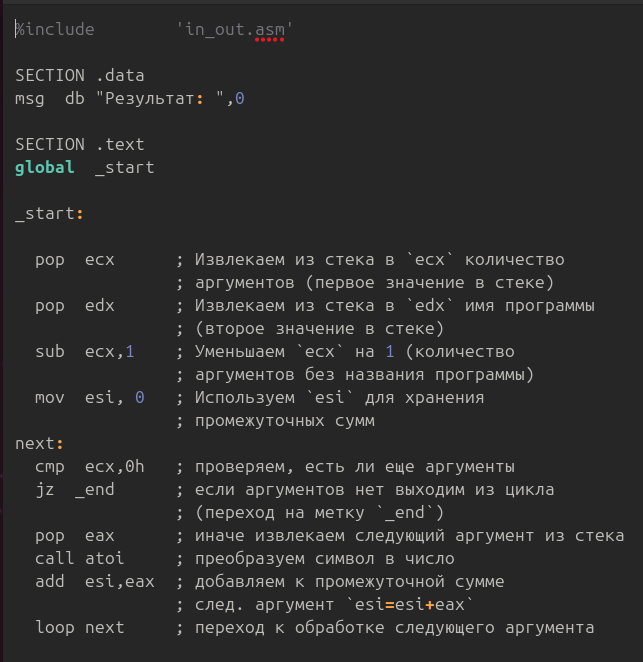 %include        'in_out.asm'
SECTION .data
msg  db "Результат: ",0
SECTION .text
global  _start
_start:
  pop  ecx      ; Извлекаем из стека в `ecx` количество
                ; аргументов (первое значение в стеке)
  pop  edx      ; Извлекаем из стека в `edx` имя программы
                ; (второе значение в стеке)
  sub  ecx,1    ; Уменьшаем `ecx` на 1 (количество
                ; аргументов без названия программы)
  mov  esi, 0   ; Используем `esi` для хранения
                ; промежуточных сумм
next:
  cmp  ecx,0h   ; проверяем, есть ли еще аргументы
  jz  _end      ; если аргументов нет выходим из цикла
                ; (переход на метку `_end`)
  pop  eax      ; иначе извлекаем следующий аргумент из стека
  call atoi     ; преобразуем символ в число
  add  esi,eax  ; добавляем к промежуточной сумме
                ; след. аргумент `esi=esi+eax`
  loop next     ; переход к обработке следующего аргумента